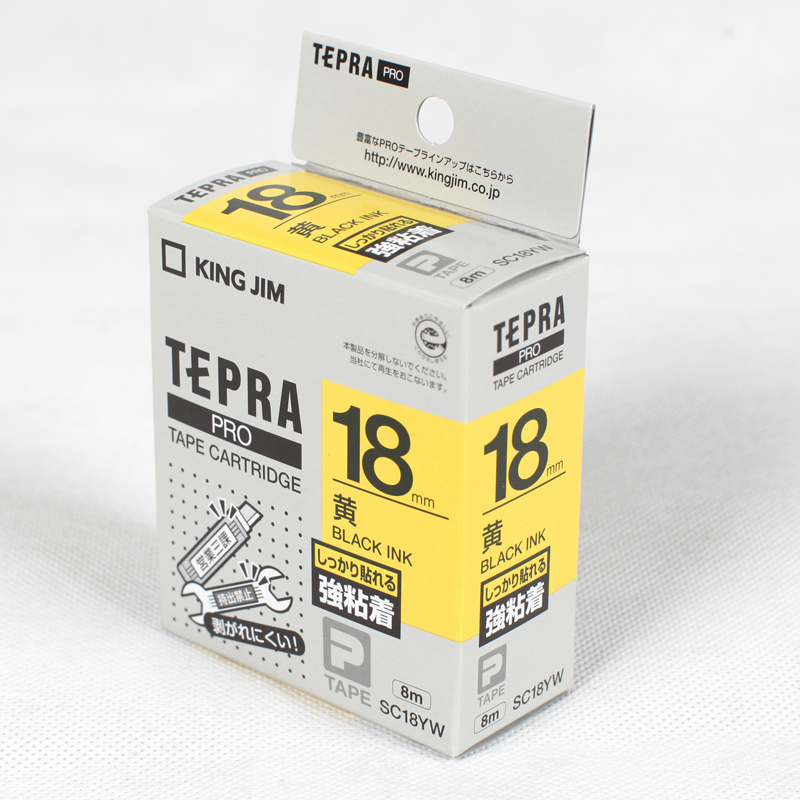 TEPRA PRO
豊富なPROテープラインアップはこちらから
http://www.kingjim.co.jp
TEPRA PRO
18 mm
黄
BLACK INK
しっかり貼れる
強粘着
P
TAPE
8m
SC18YW
KING JIM
本製品を分解しないでください。
当社にて再生をおこないます。
TEPRA
PRO
TAPE CARTRIDGE
18 mm
黄
BLACK INK
しっかり貼れる
強粘着
持出禁止
剥がれにくい!
P
TAPE
8m
SC18YW
TEPRA
PRO
TAPE CARTRIDGE
18 mm
黄
BLACK INK
しっかり貼れる
強粘着
P
TAPE
8m
SC18YW